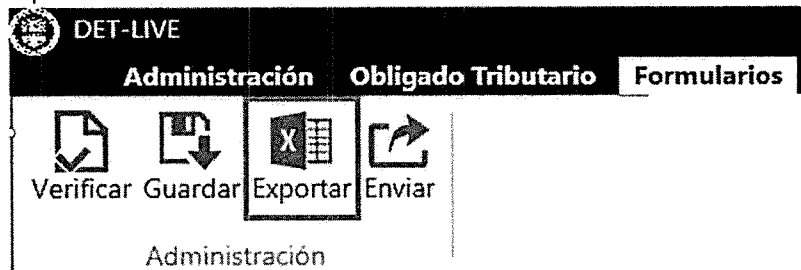 DET-LIVE
Administración Obligado Tributario Formularios
X
Verificar Guardar Exportar Enviar
Administración